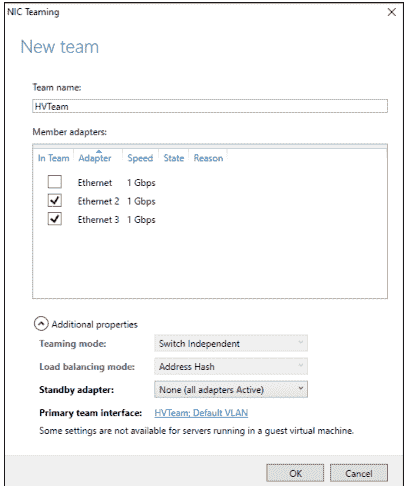 NIC Teaming
New team
Team name:
HVTeam
Member adapters:
In Team Adapter Speed State Reason
Ethernet 1 Gbps
Ethernet 2 1 Gbps
Ethernet 3 1 Gbps
Additional properties
Teaming mode: Switch Independent
Load balancing mode: Address Hash
Standby adapter: None (all adapters Active)
Primary team interface: HVTeam; Default VLAN
Some settings are not available for servers running in a guest virtual machine.
OK Cancel